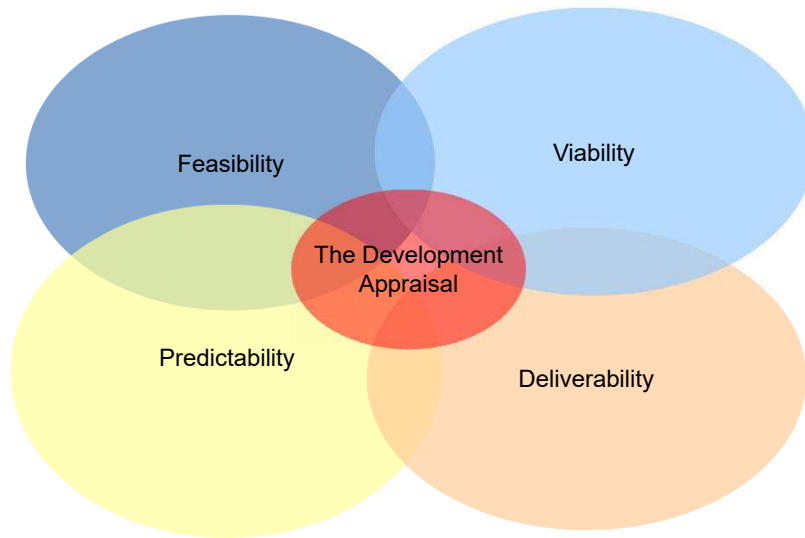 Feasibility
Viability
The Development
Appraisal
Predictability
Deliverability